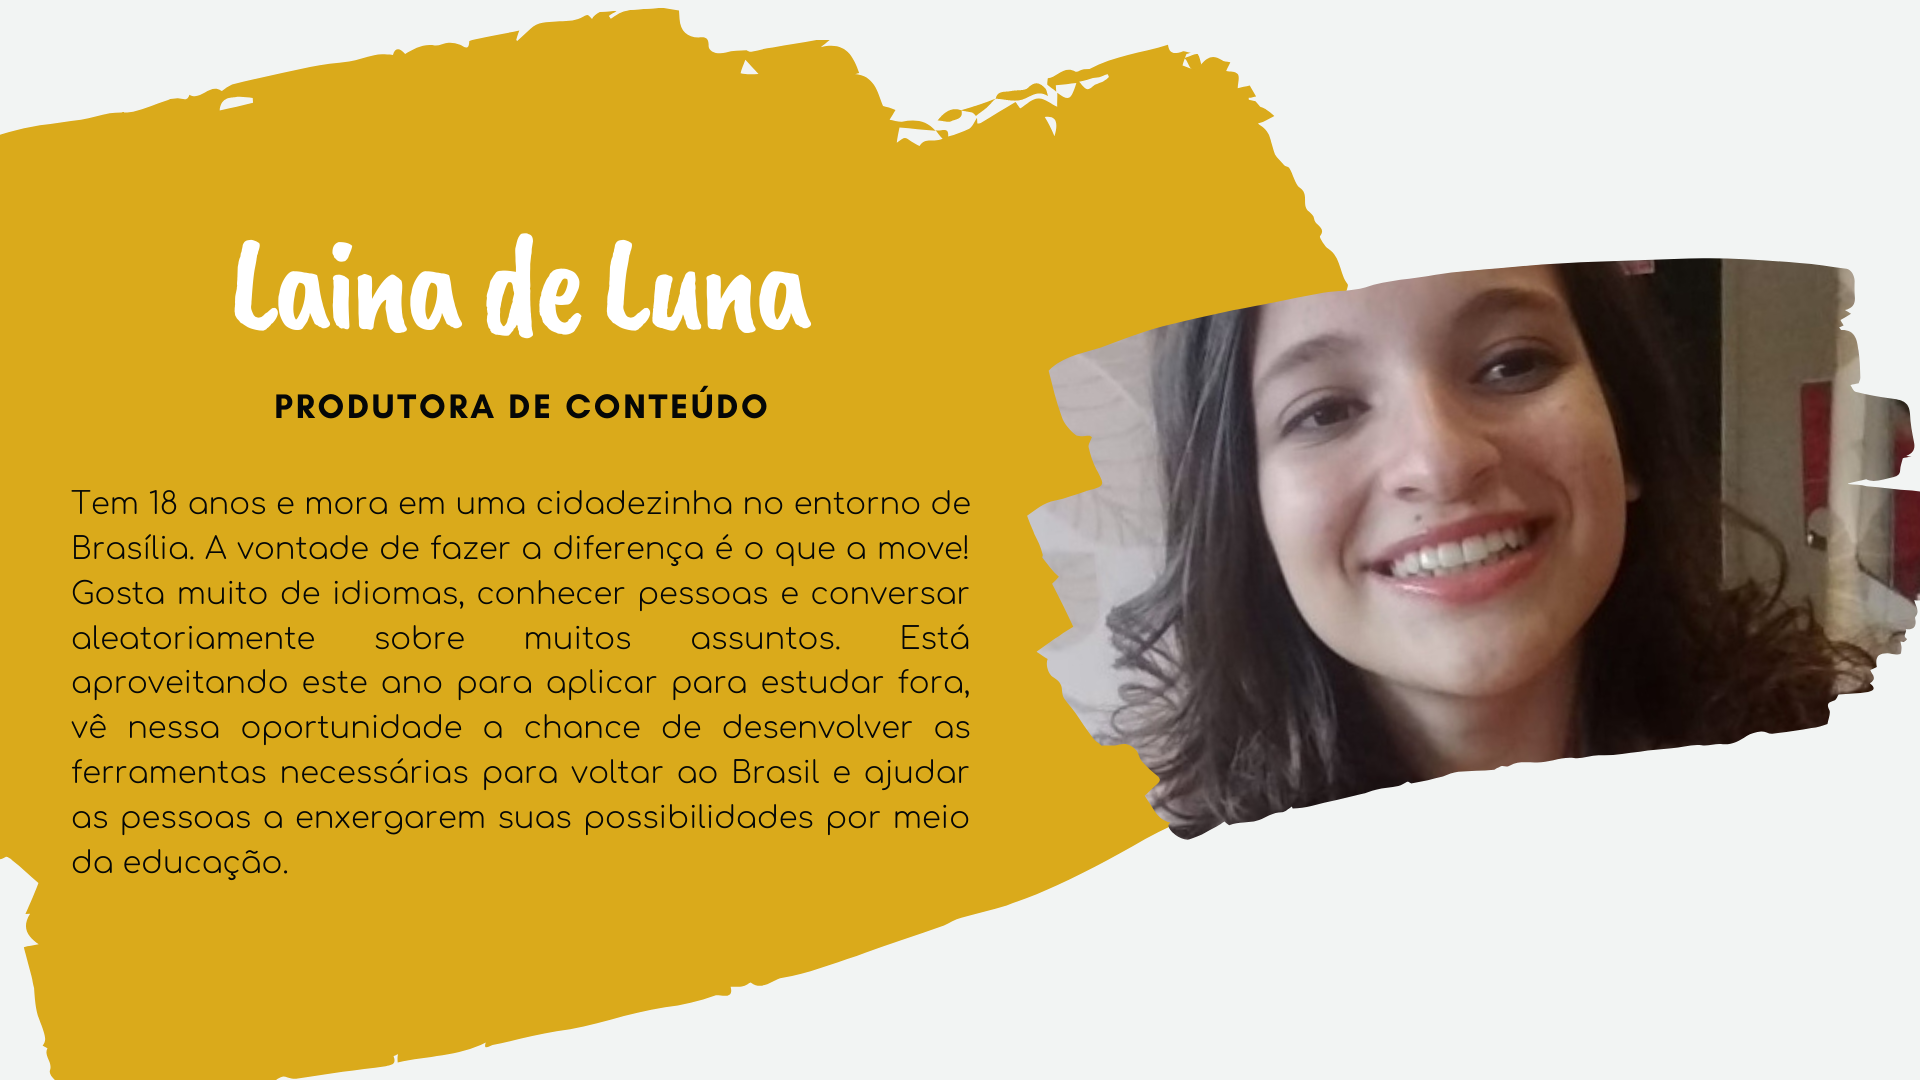 Laina de Luna
PRODUTORA DE CONTEÚDO
Tem 18 anos e mora em uma cidadezinha no entorno de
Brasília. A vontade de fazer a diferença é o que a move!
Gosta muito de idiomas, conhecer pessoas e conversar
aleatoriamente sobre muitos assuntos. Está
aproveitando este ano para aplicar para estudar fora,
vê nessa oportunidade a chance de desenvolver as
ferramentas necessárias para voltar ao Brasil e ajudar
as pessoas a enxergarem suas possibilidades por meio
da educação.